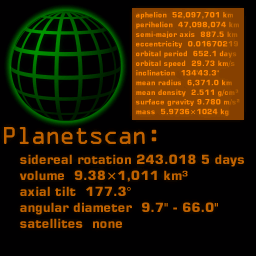 aphelion 52,097,701 km
perihelion 47,098,074 km
semi-major axis 887.5 km
eccentricity 0.01670219
orbital period 652.1 days
orbital speed 29.73 km/s
inclination 13443.3'
mean radius 6,371.0 km
mean density 2.511 g/cm³
surface gravity 9.780 m/s²
mass 5.9736×1024 kg
Planetscan:
sidereal rotation 243.018 5 days
volume 9.38×1,011 km³
axial tilt 177.3°
angular diameter 9.7" - 66.0"
satellites none